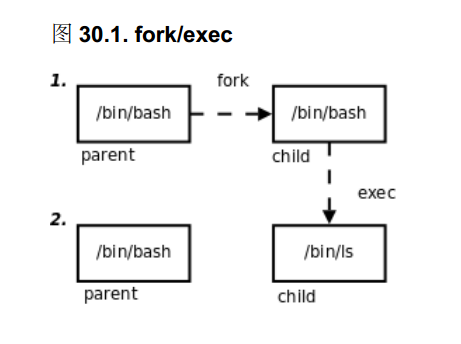 图 30.1. fork/exec
1.
fork
/bin/bash
/bin/bash
parent
child
exec
2.
/bin/bash
/bin/ls
parent
child